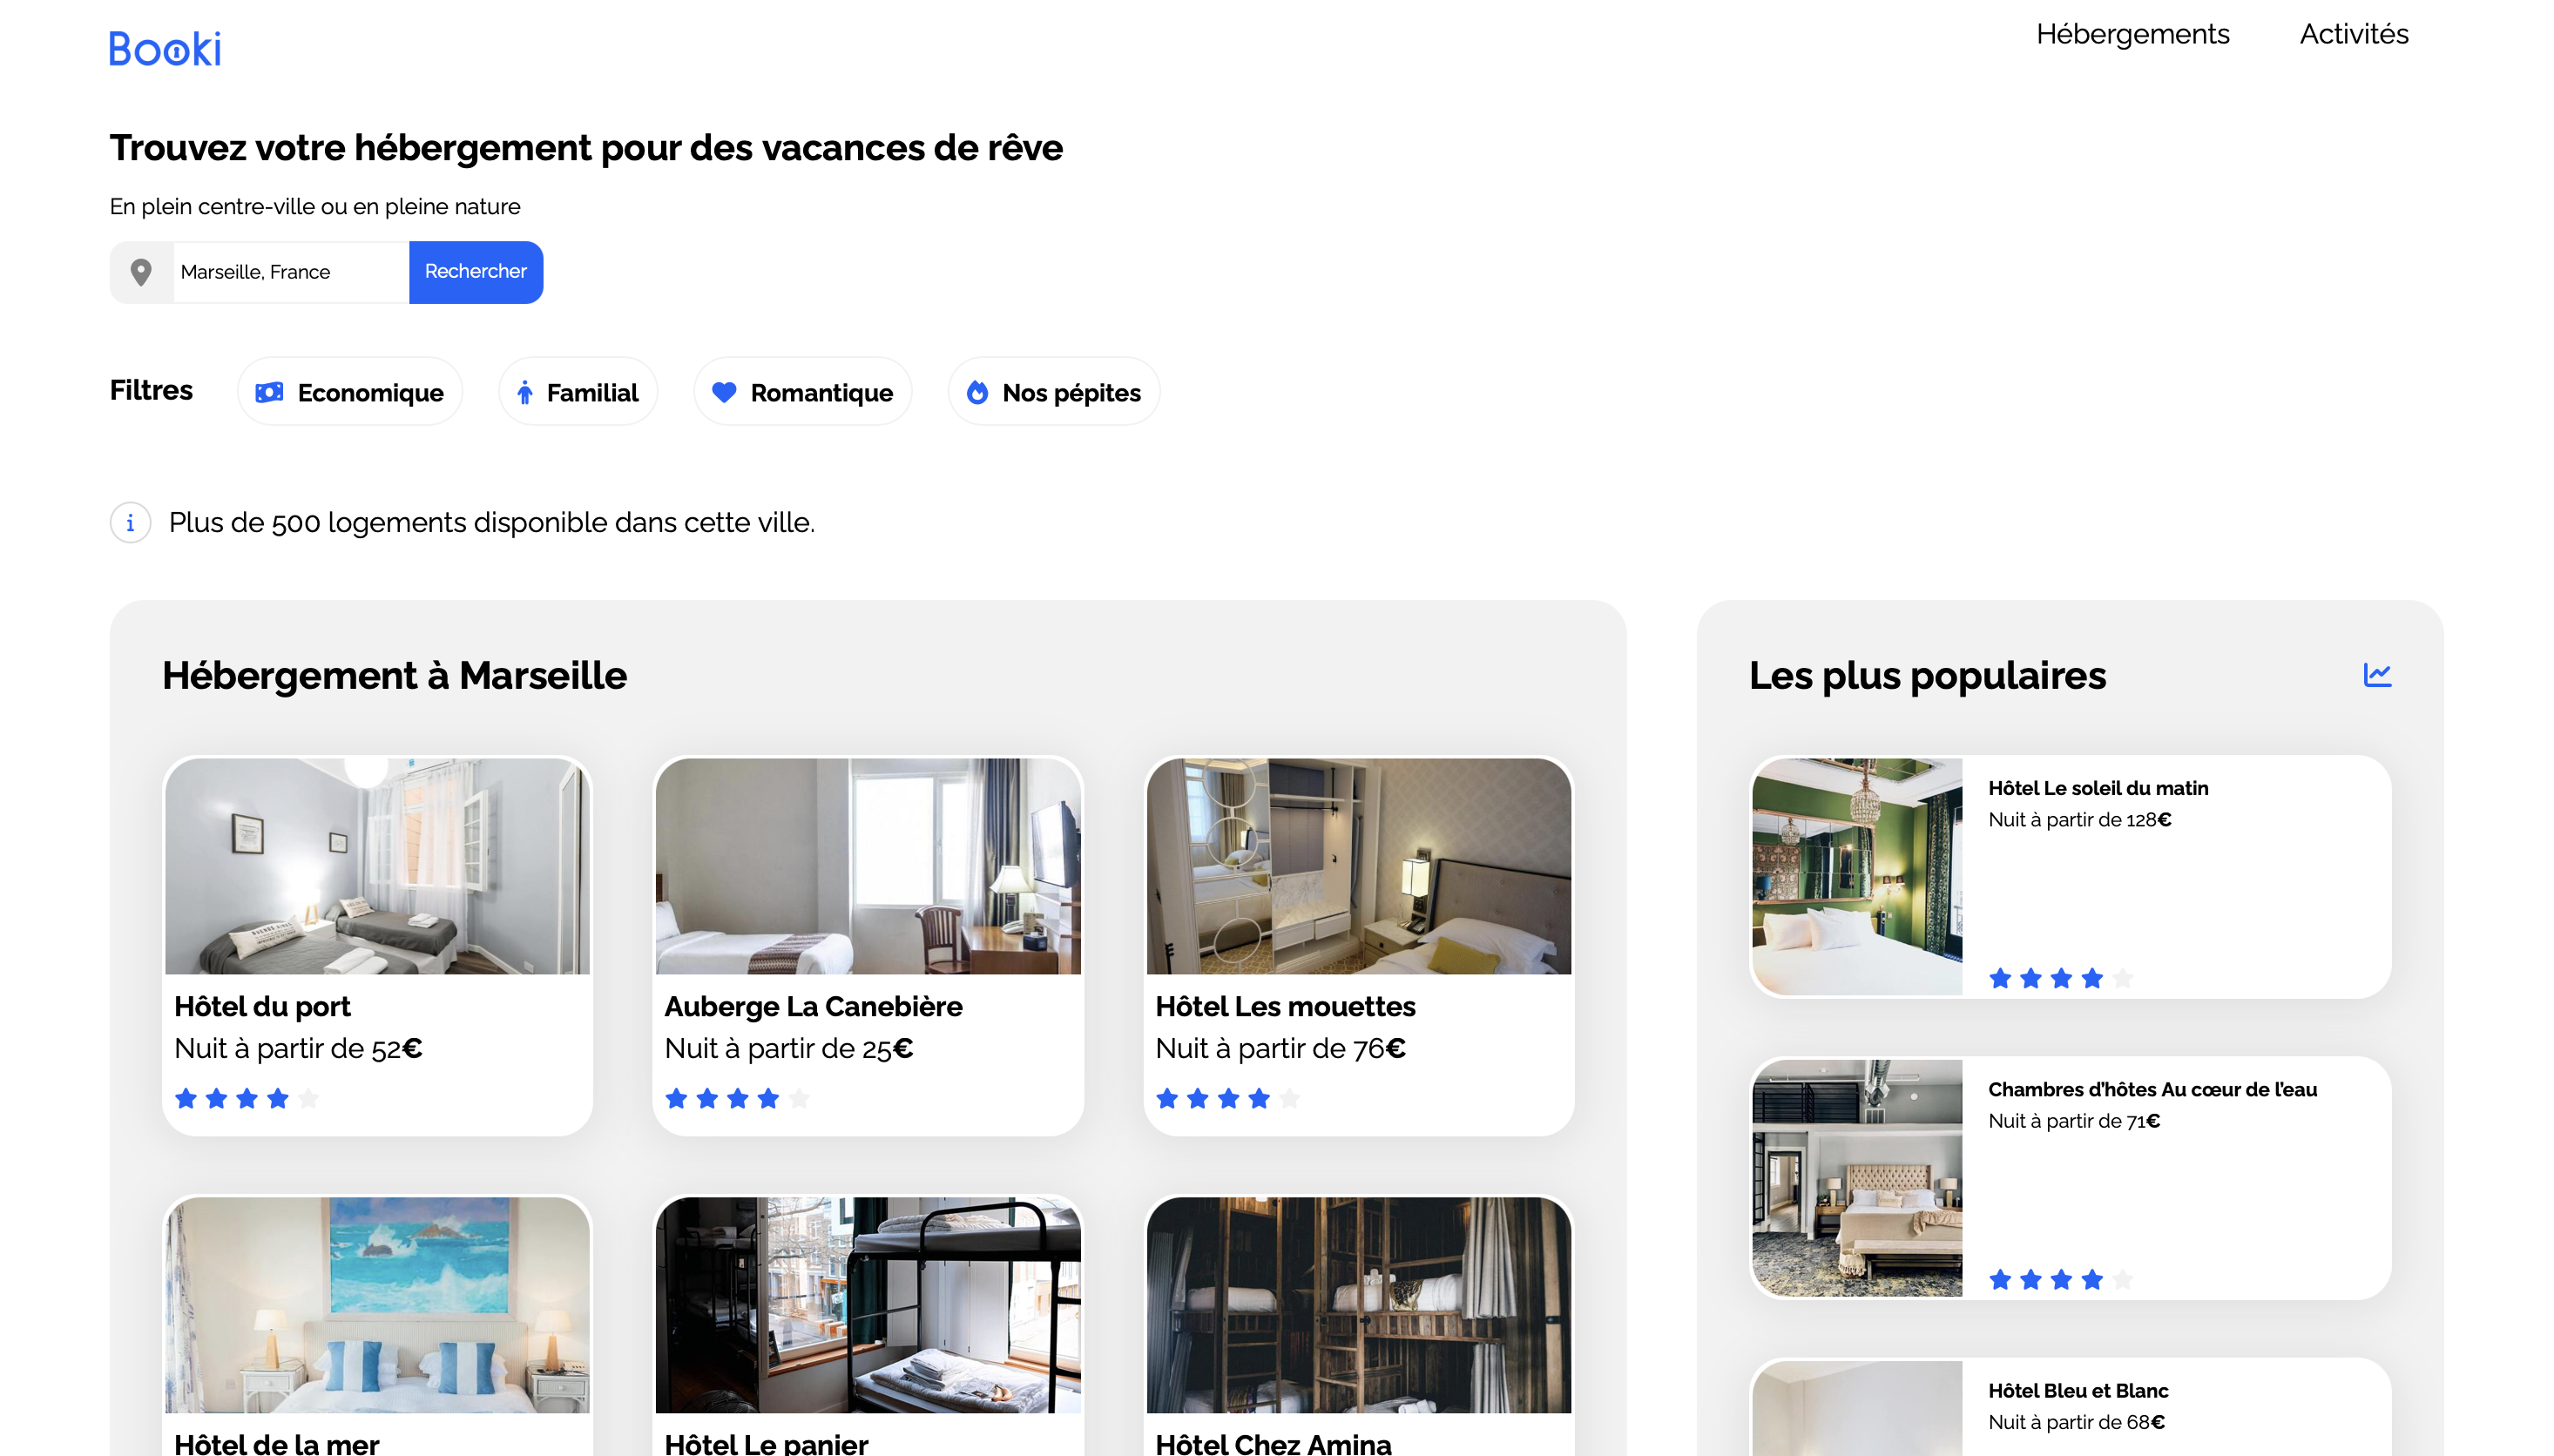 Booki
Hébergements
Activités
Trouvez votre hébergement pour des vacances de rêve
En plein centre-ville ou en pleine nature
Marseille, France
Rechercher
Filtres
Economique
Familial
Romantique
Nos pépites
Plus de 500 logements disponible dans cette ville.
Hébergement à Marseille
Hôtel du port
Nuit à partir de 52€
Auberge La Canebière
Nuit à partir de 25€
Hôtel Les mouettes
Nuit à partir de 76€
Hôtel de la mer
Hôtel Le panier
Hôtel Chez Amina
Les plus populaires
Hôtel Le soleil du matin
Nuit à partir de 128€
Chambres d’hôtes Au cœur de l’eau
Nuit à partir de 71€
Hôtel Bleu et Blanc
Nuit à partir de 68€